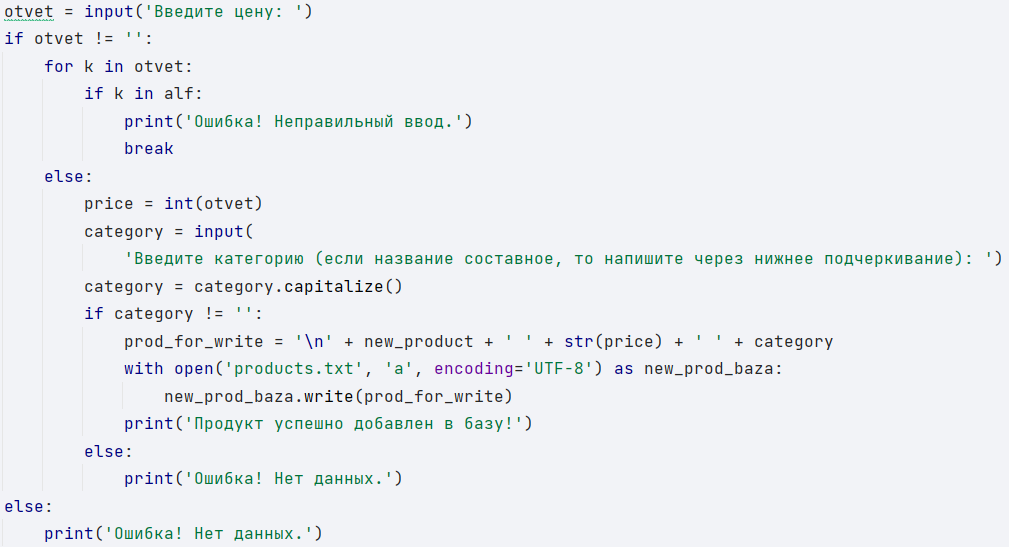 otvet = input('Введите цену: ')
if otvet != '':
    for k in otvet:
        if k in alf:
            print('Ошибка! Неправильный ввод.')
            break
    else:
        price = int(otvet)
        category = input(
            'Введите категорию (если название составное, то напишите через нижнее подчеркивание): ')
        category = category.capitalize()
        if category != '':
            prod_for_write = '\n' + new_product + ' ' + str(price) + ' ' + category
            with open('products.txt', 'a', encoding='UTF-8') as new_prod_baza:
                new_prod_baza.write(prod_for_write)
            print('Продукт успешно добавлен в базу!')
        else:
            print('Ошибка! Нет данных.')
else:
    print('Ошибка! Нет данных.')